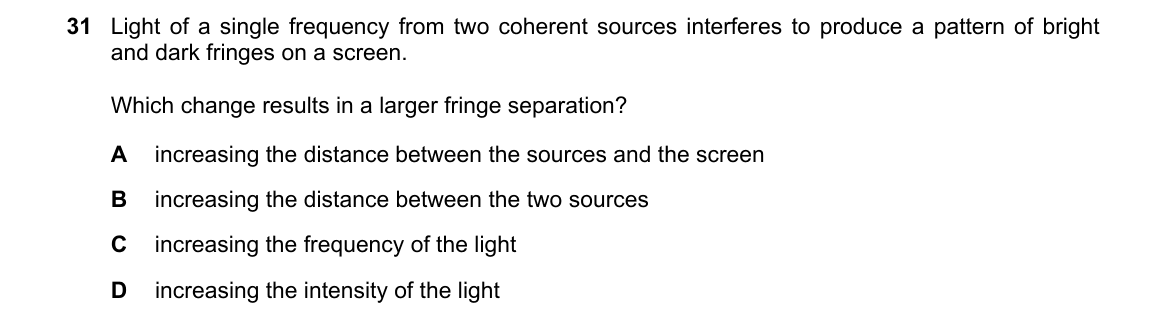 31 Light of a single frequency from two coherent sources interferes to produce a pattern of bright
and dark fringes on a screen.
Which change results in a larger fringe separation?
A increasing the distance between the sources and the screen
B increasing the distance between the two sources
C increasing the frequency of the light
D increasing the intensity of the light